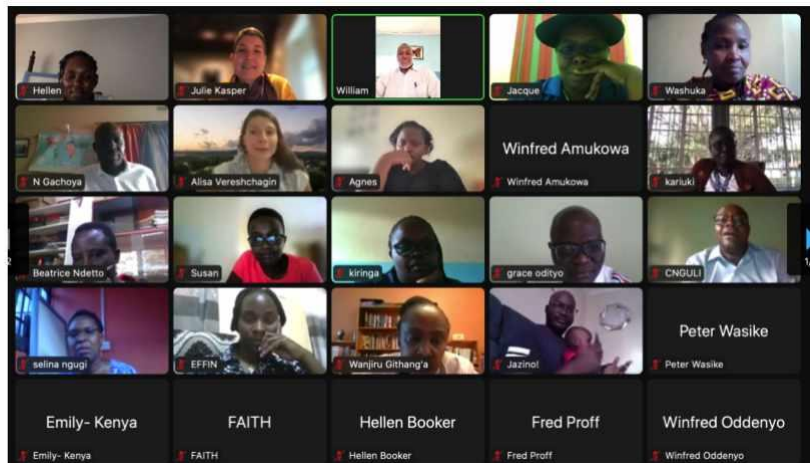 Hellen
Julie Kasper
William
Jacque
Washuka
N Gachoya
Alisa Vereshchagin
Agnes
Winfred Amukowa
Winfred Amukowa
kariuki
Beatrice Ndetto
Susan
kiringa
grace odityo
CNGULI
selina ngugi
EFFIN
Wanjiru Githang'a
Jazino!
Peter Wasike
Peter Wasike
Emily- Kenya
Emily- Kenya
FAITH
FAITH
Hellen Booker
Hellen Booker
Fred Proff
Fred Proff
Winfred Oddenyo
Winfred Oddenyo